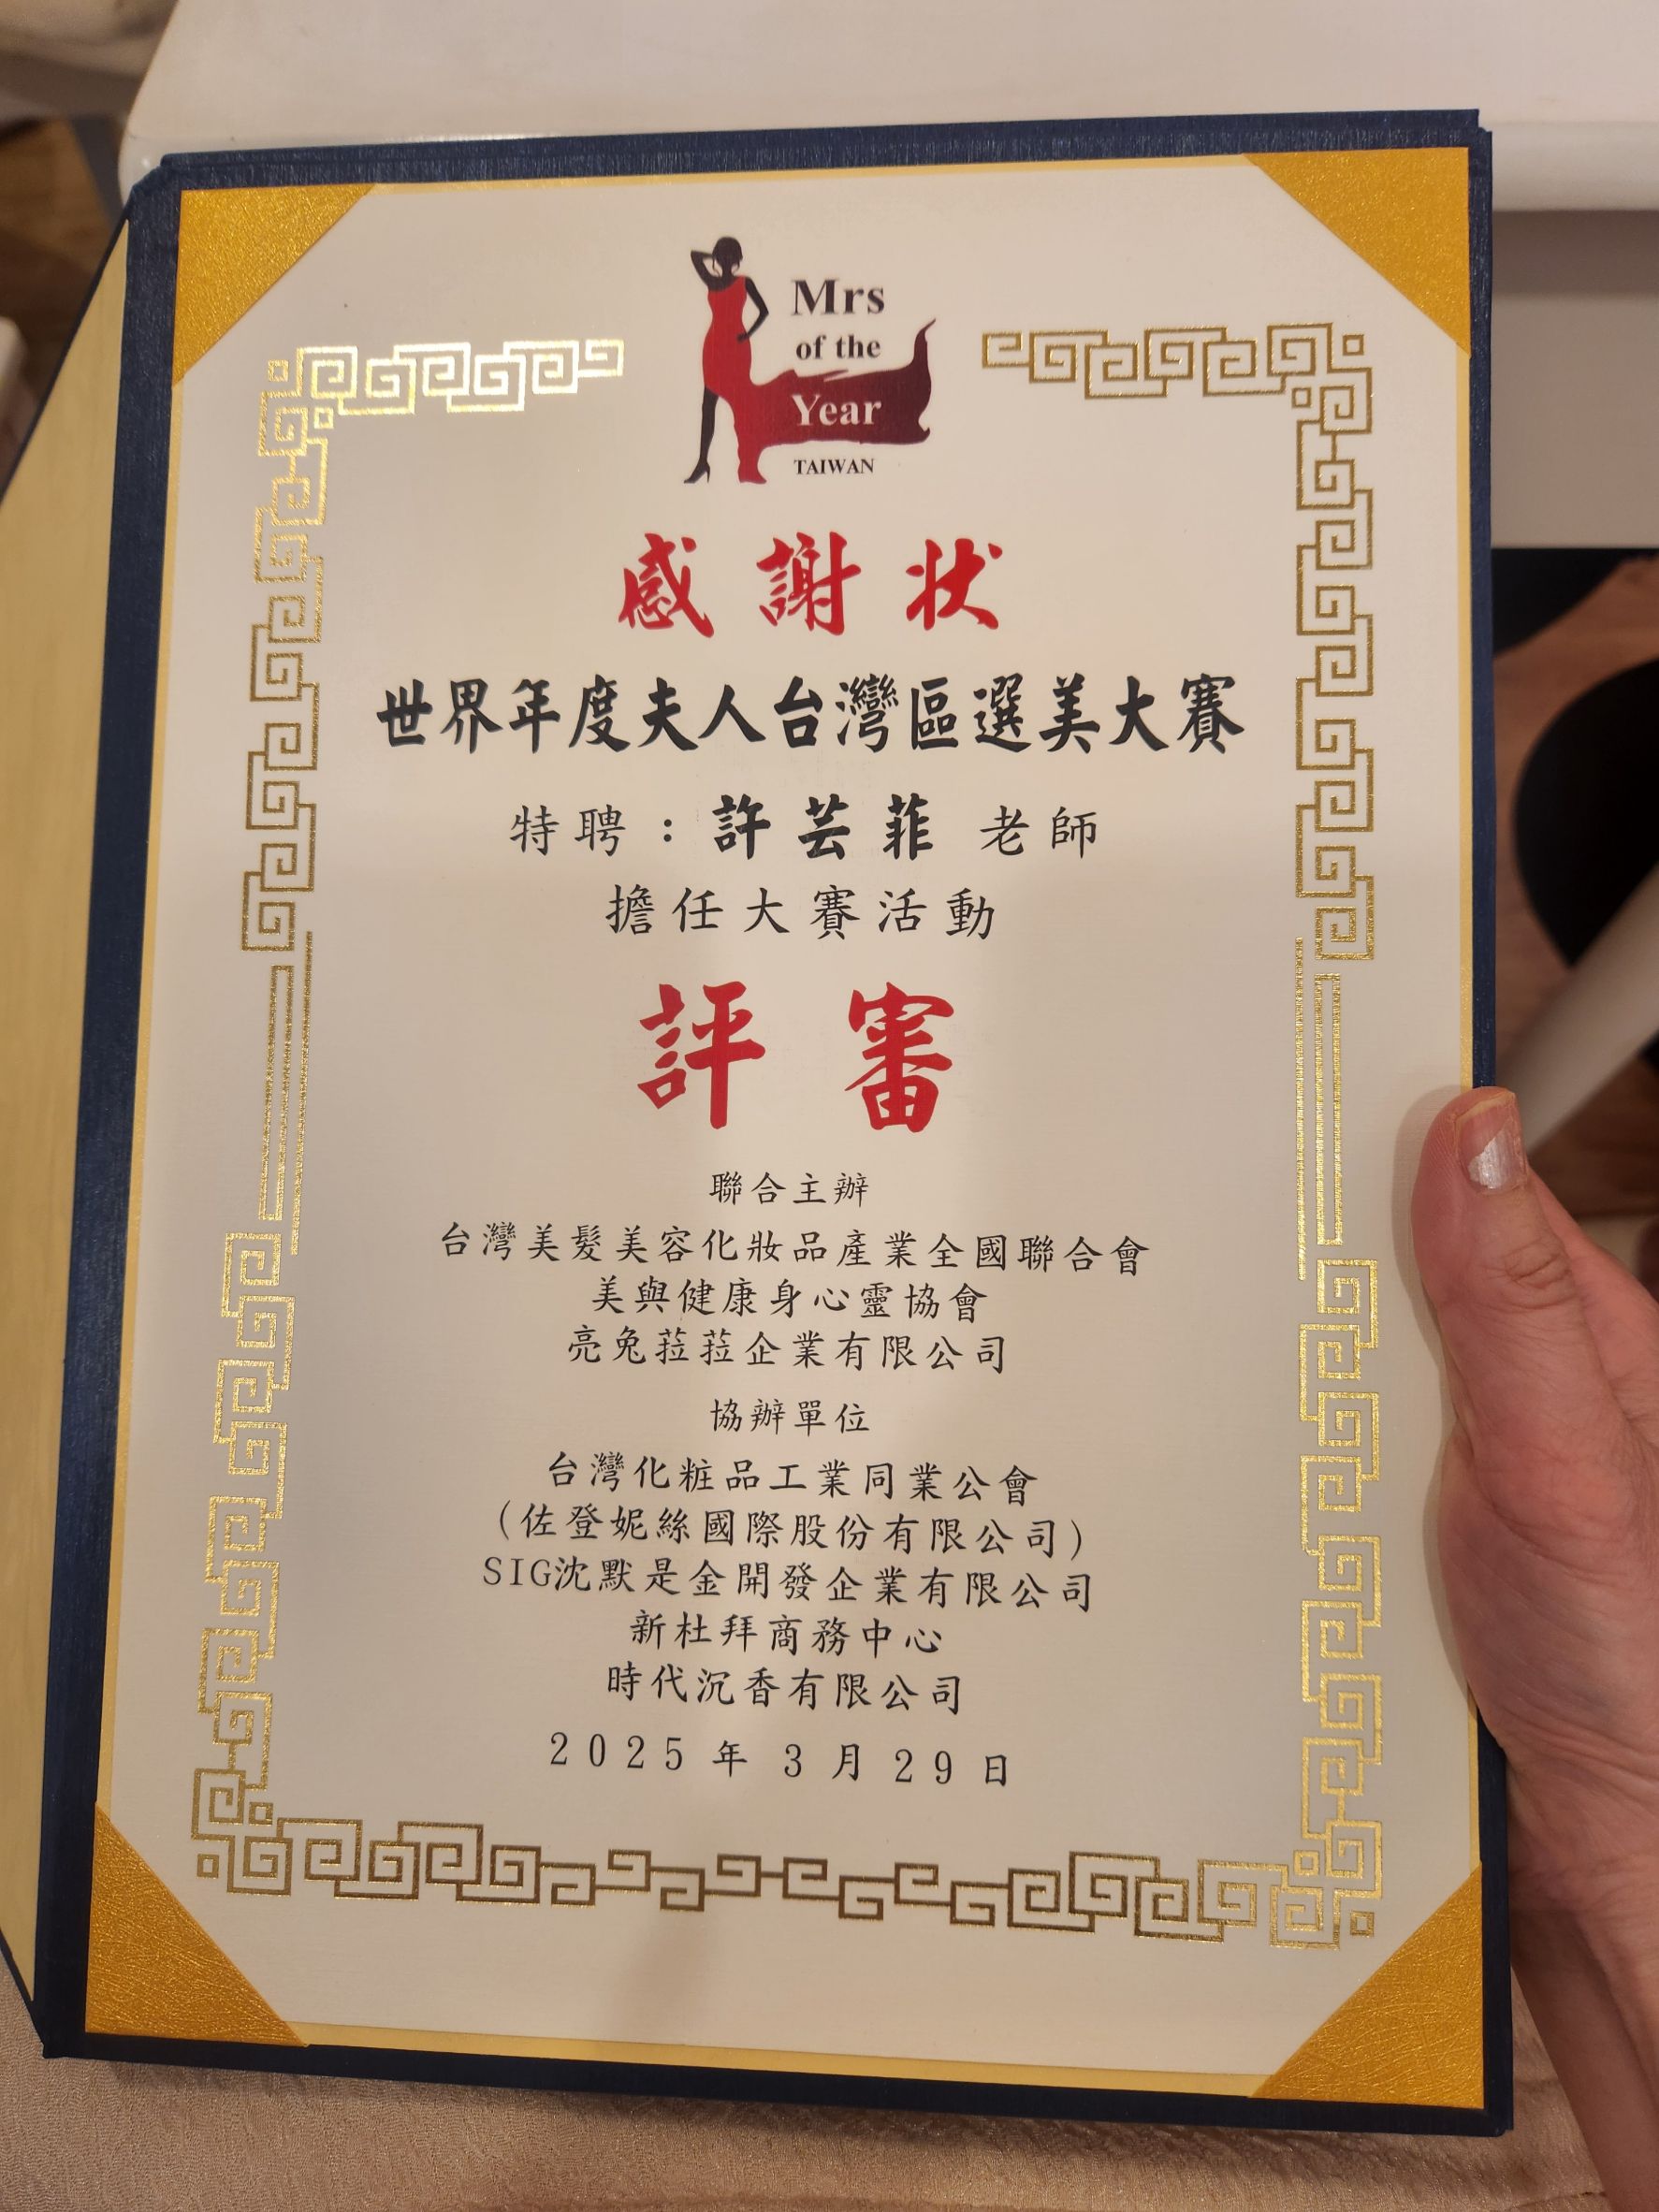 Mrs
of the
Year
TAIWAN
感謝狀
世界年度夫人台灣區選美大賽
特聘：許芸菲 老師
擔任大賽活動
評審
聯合主辦
台灣美髮美容化妝品產業全國聯合會
美與健康身心靈協會
亮兔菈菈企業有限公司
協辦單位
台灣化粧品工業同業公會
(佐登妮絲國際股份有限公司)
SIG沈默是金開發企業有限公司
新杜拜商務中心
時代沉香有限公司
2025 年 3 月 29 日